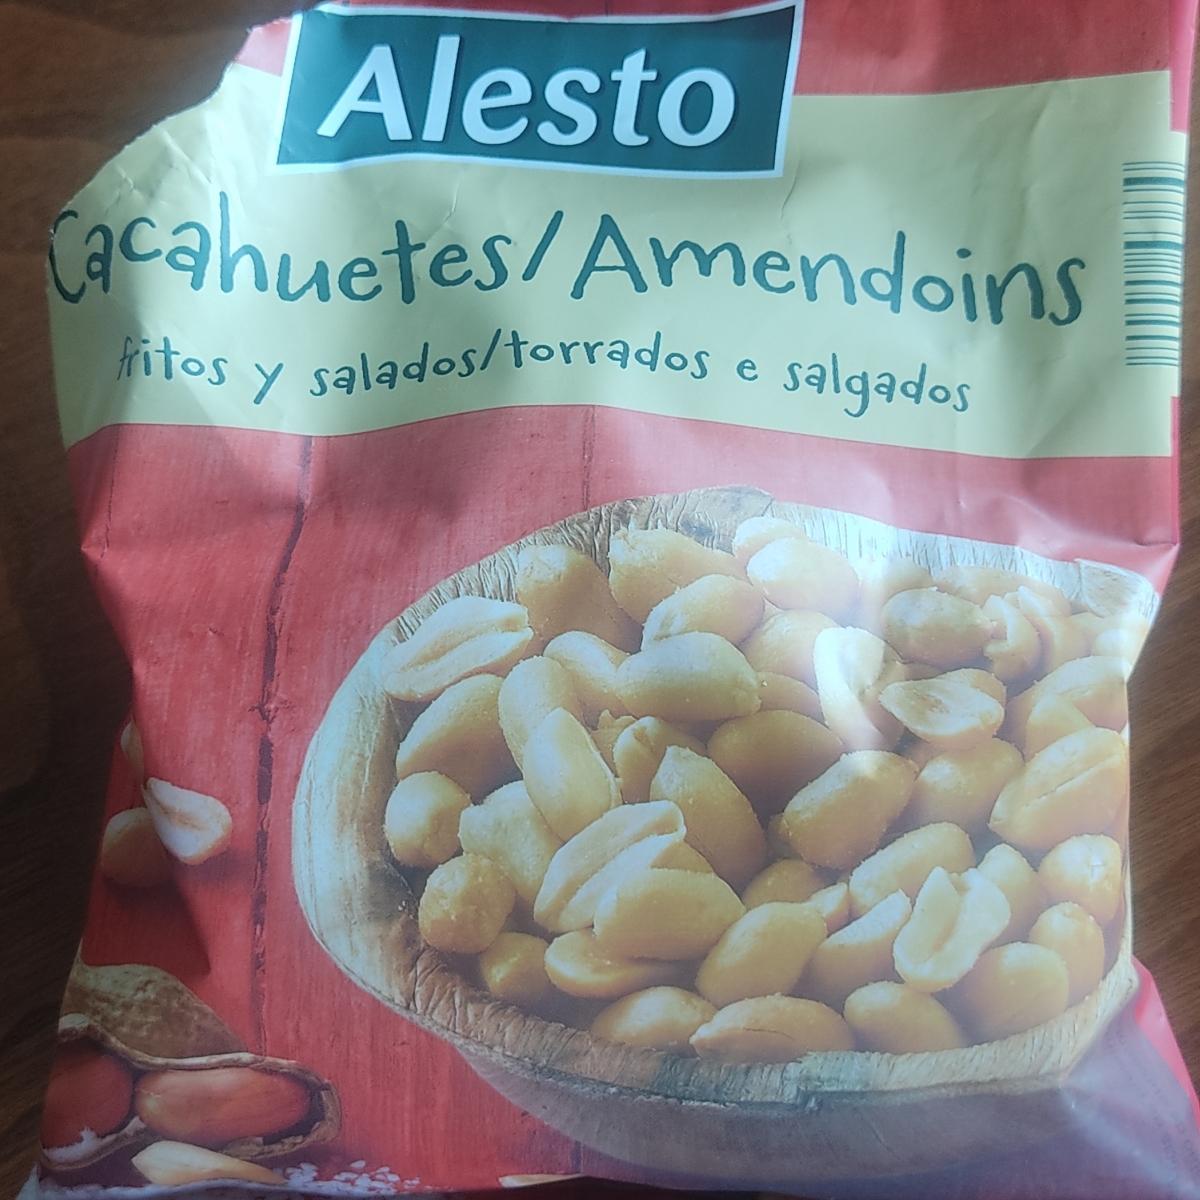 Alesto
Cacahuetes/Amendoins
fritos y salados/torrados e salgados